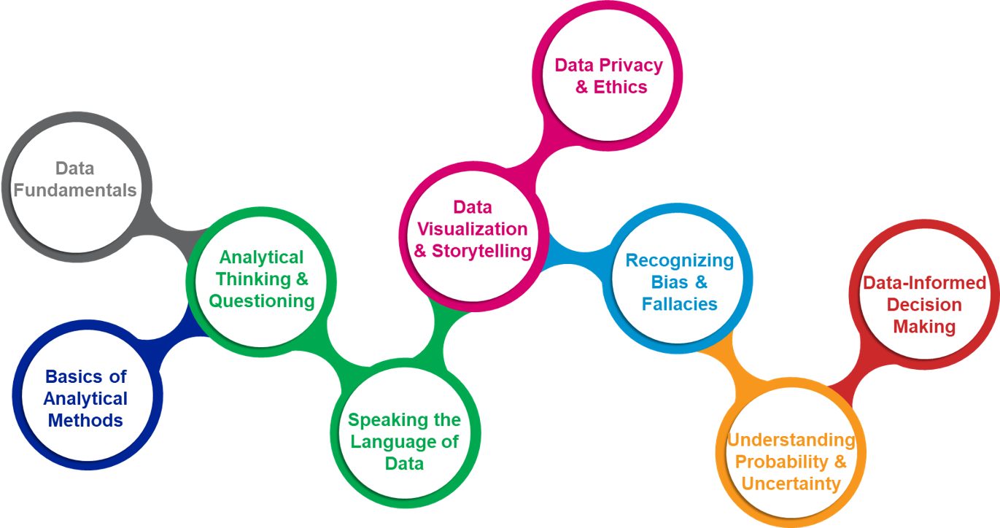 Data Privacy
& Ethics
Data
Fundamentals
Data
Visualization
& Storytelling
Analytical
Thinking &
Questioning
Recognizing
Bias &
Fallacies
Data-Informed
Decision
Making
Basics of
Analytical
Methods
Speaking the
Language of
Data
Understanding
Probability &
Uncertainty